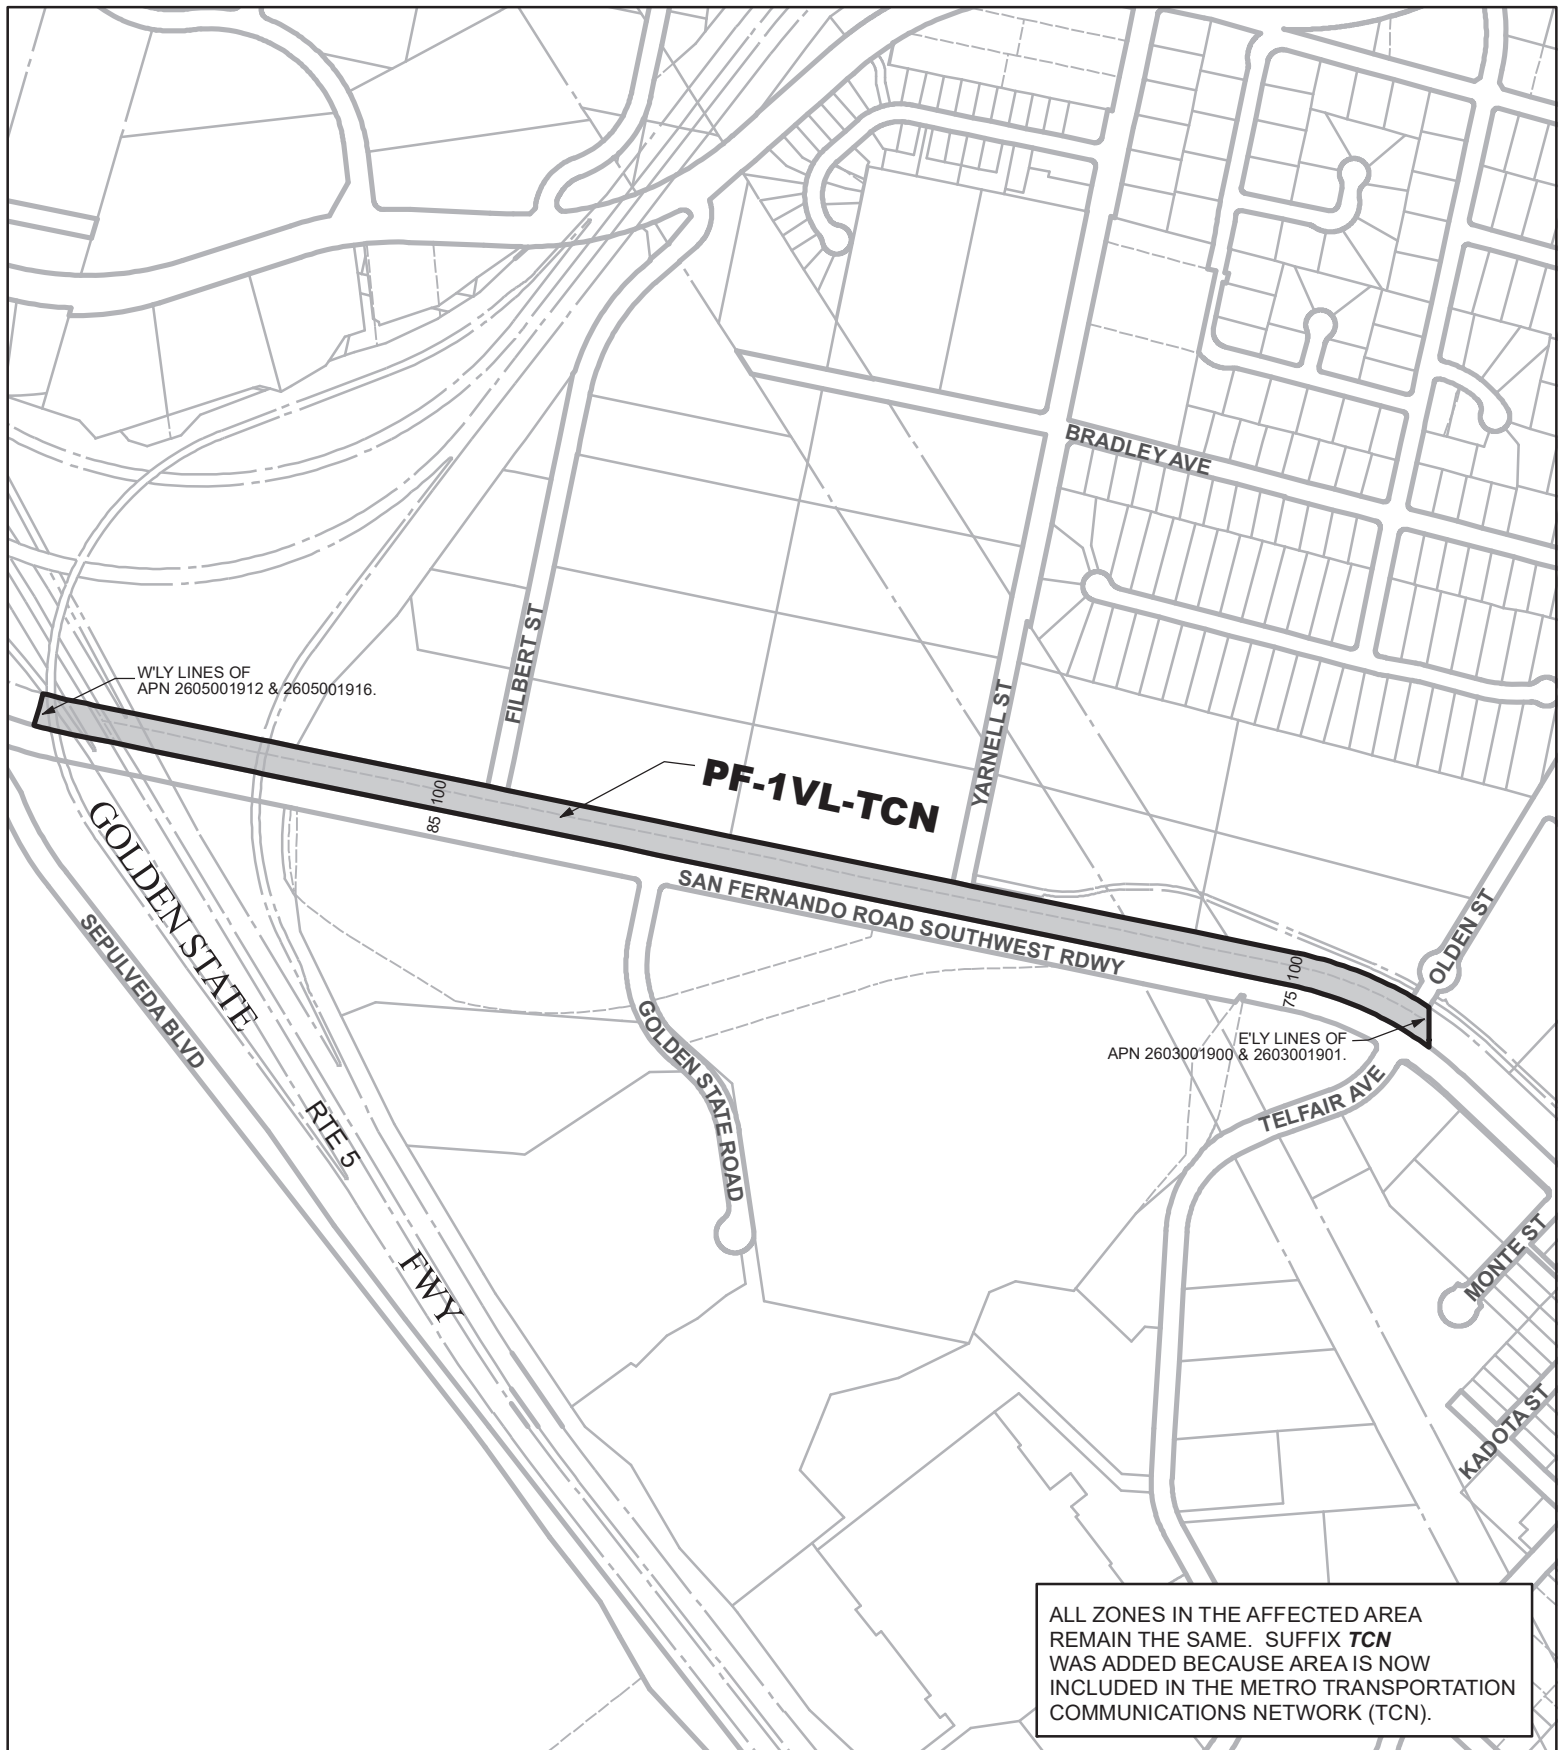 BRADLEY AVE
FILBERT ST
W'LY LINES OF
APN 2605001912 & 2605001916.
YARNELL ST
PF-1VL-TCN
100
85
GOLDEN STATE
SAN FERNANDO ROAD SOUTHWEST RDWY
OLDEN ST
SEPULVEDA BLVD
100
75
GOLDEN STATE ROAD
E'LY LINES OF
APN 2603001900 & 2603001901.
TELFAIR AVE
RTE 5
FWY
MONTE ST
KADOTA ST
ALL ZONES IN THE AFFECTED AREA
REMAIN THE SAME. SUFFIX TCN
WAS ADDED BECAUSE AREA IS NOW
INCLUDED IN THE METRO TRANSPORTATION
COMMUNICATIONS NETWORK (TCN).